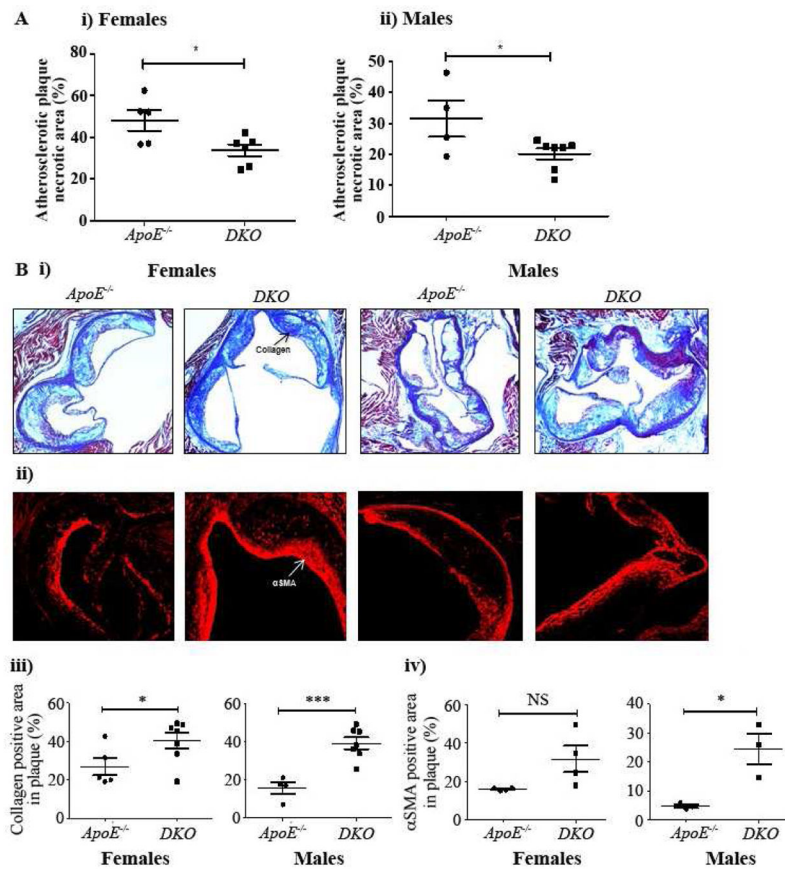 A i) Females ii) Males
Atherosclerotic plaque
necrotic area (%)
80
60
40
20
0
*
ApoE-/- DKO
Atherosclerotic plaque
necrotic area (%)
50
40
30
20
10
0
*
ApoE-/- DKO
B i) Females Males
ApoE-/- DKO ApoE-/- DKO
Collagen
ii)
αSMA
iii)
Collagen positive area
in plaque (%)
60
40
20
0
*
ApoE-/- DKO
Females
60
40
20
0
***
ApoE-/- DKO
Males
iv)
αSMA positive area
in plaque (%)
60
40
20
0
NS
ApoE-/- DKO
Females
40
30
20
10
0
*
ApoE-/- DKO
Males